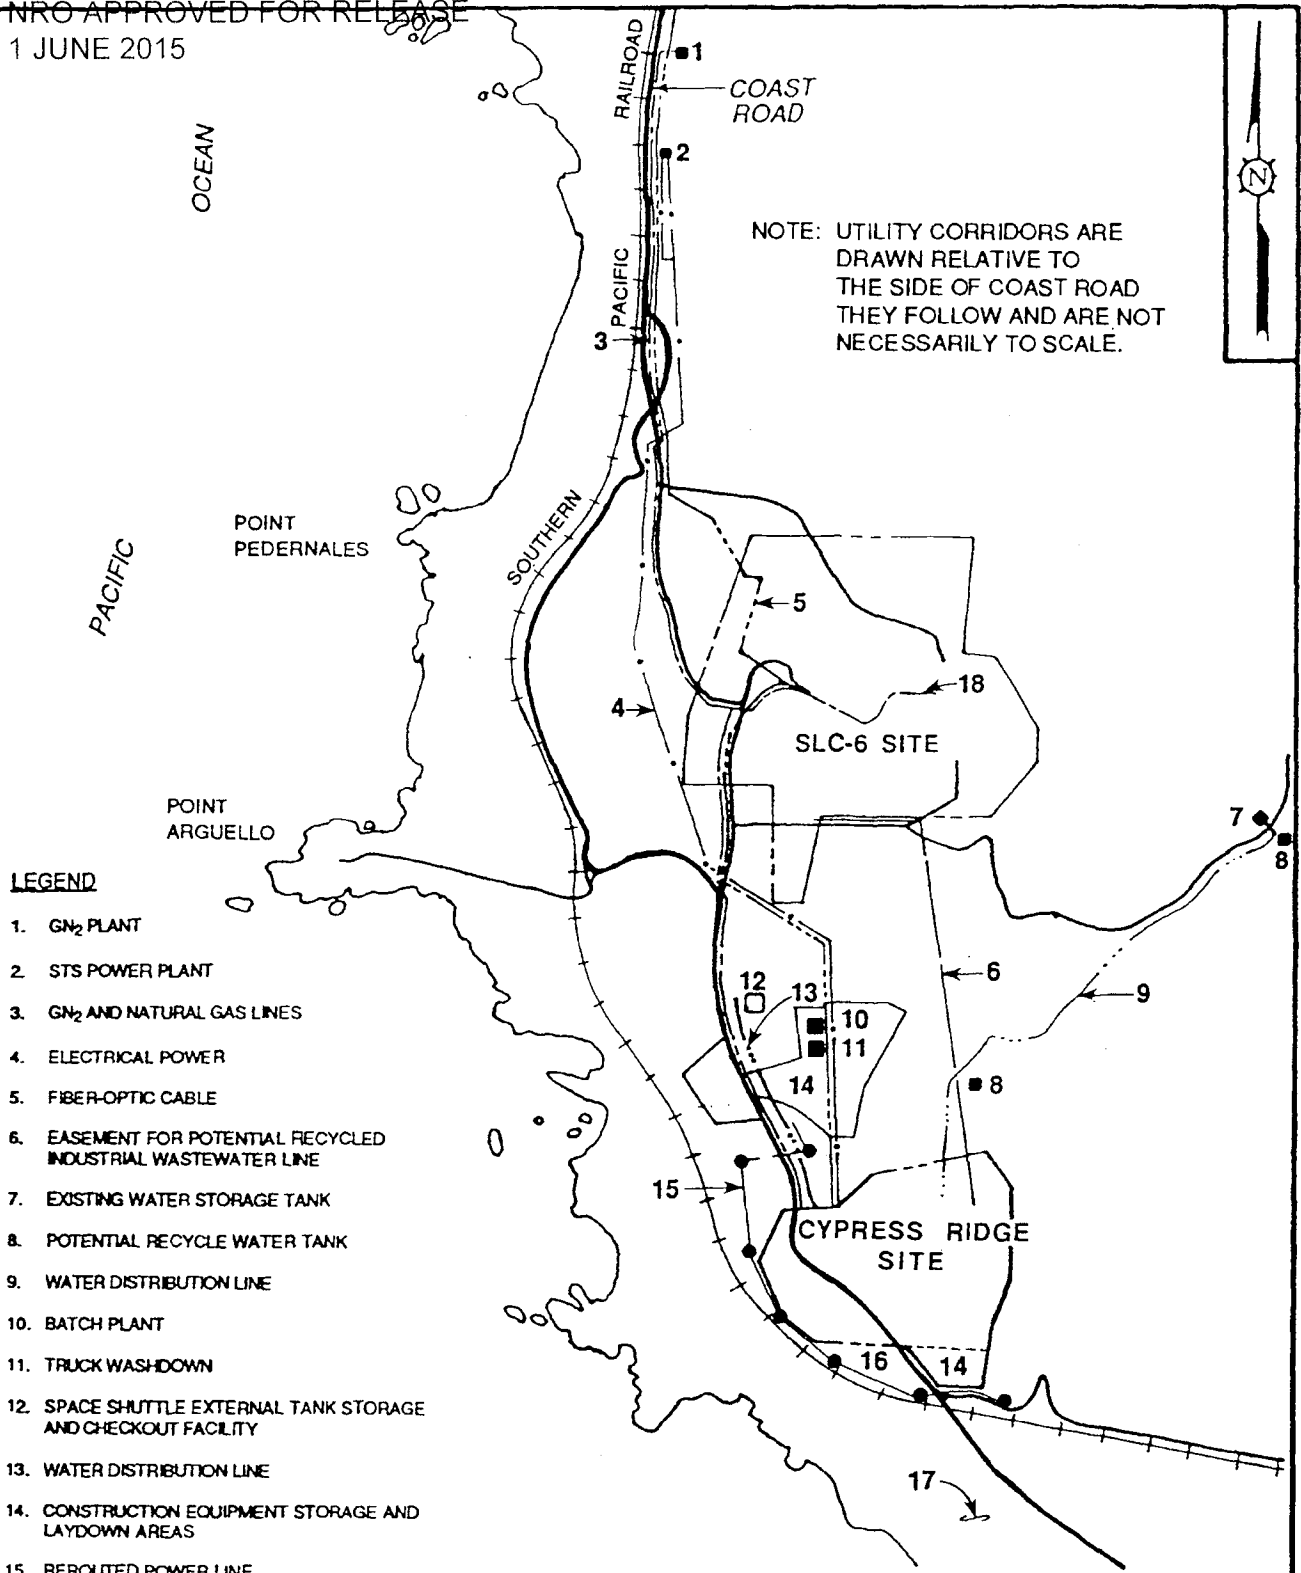 NRO APPROVED FOR RELEASE
1 JUNE 2015
RAILROAD
1
COAST
ROAD
2
OCEAN
N
NOTE: UTILITY CORRIDORS ARE
DRAWN RELATIVE TO
THE SIDE OF COAST ROAD
THEY FOLLOW AND ARE NOT
NECESSARILY TO SCALE.
PACIFIC
3
SOUTHERN
POINT
PEDERNALES
PACIFIC
5
18
4
SLC-6 SITE
POINT
ARGUELLO
7
8
6
9
12
13
10
11
14
8
15
CYPRESS RIDGE
SITE
16
14
17
LEGEND
1. GN2 PLANT
2. STS POWER PLANT
3. GN2 AND NATURAL GAS LINES
4. ELECTRICAL POWER
5. FIBER-OPTIC CABLE
6. EASEMENT FOR POTENTIAL RECYCLED
INDUSTRIAL WASTEWATER LINE
7. EXISTING WATER STORAGE TANK
8. POTENTIAL RECYCLE WATER TANK
9. WATER DISTRIBUTION LINE
10. BATCH PLANT
11. TRUCK WASHDOWN
12. SPACE SHUTTLE EXTERNAL TANK STORAGE
AND CHECKOUT FACILITY
13. WATER DISTRIBUTION LINE
14. CONSTRUCTION EQUIPMENT STORAGE AND
LAYDOWN AREAS
15. REROUTED POWER LINE